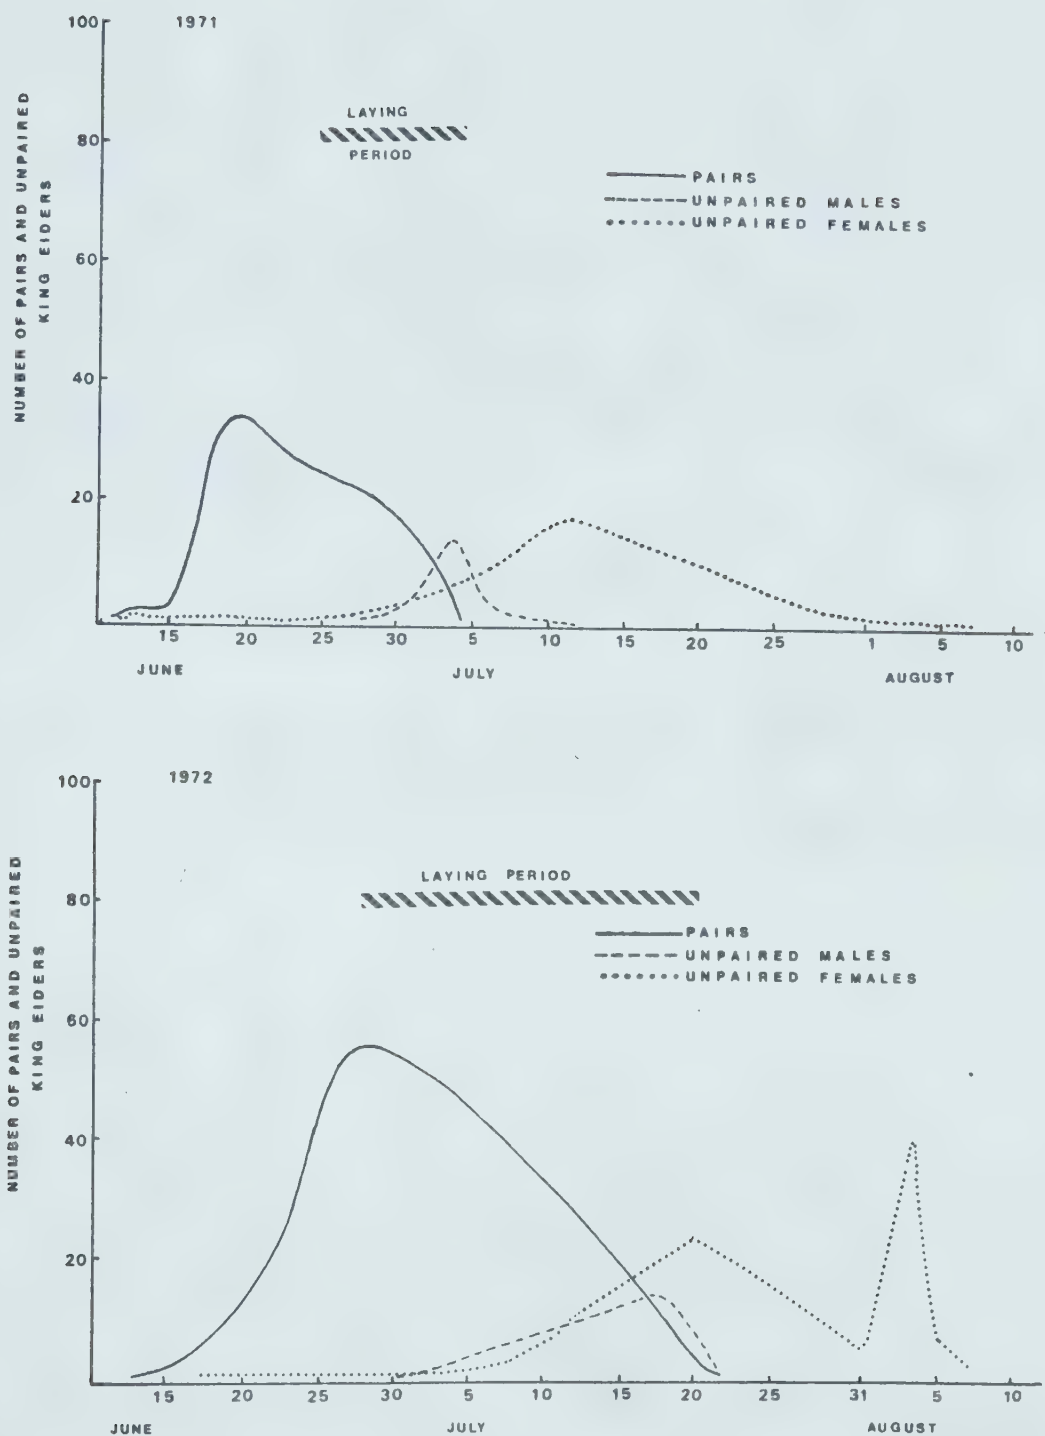 1971
100
80
60
40
20
NUMBER OF PAIRS AND UNPAIRED
KING EIDERS
LAYING
PERIOD
PAIRS
UNPAIRED MALES
UNPAIRED FEMALES
15 20 25 30 5 10 15 20 25 1 5 10
JUNE JULY AUGUST
1972
100
80
60
40
20
NUMBER OF PAIRS AND UNPAIRED
KING EIDERS
LAYING PERIOD
PAIRS
UNPAIRED MALES
UNPAIRED FEMALES
15 20 25 30 5 10 15 20 25 31 5 10
JUNE JULY AUGUST